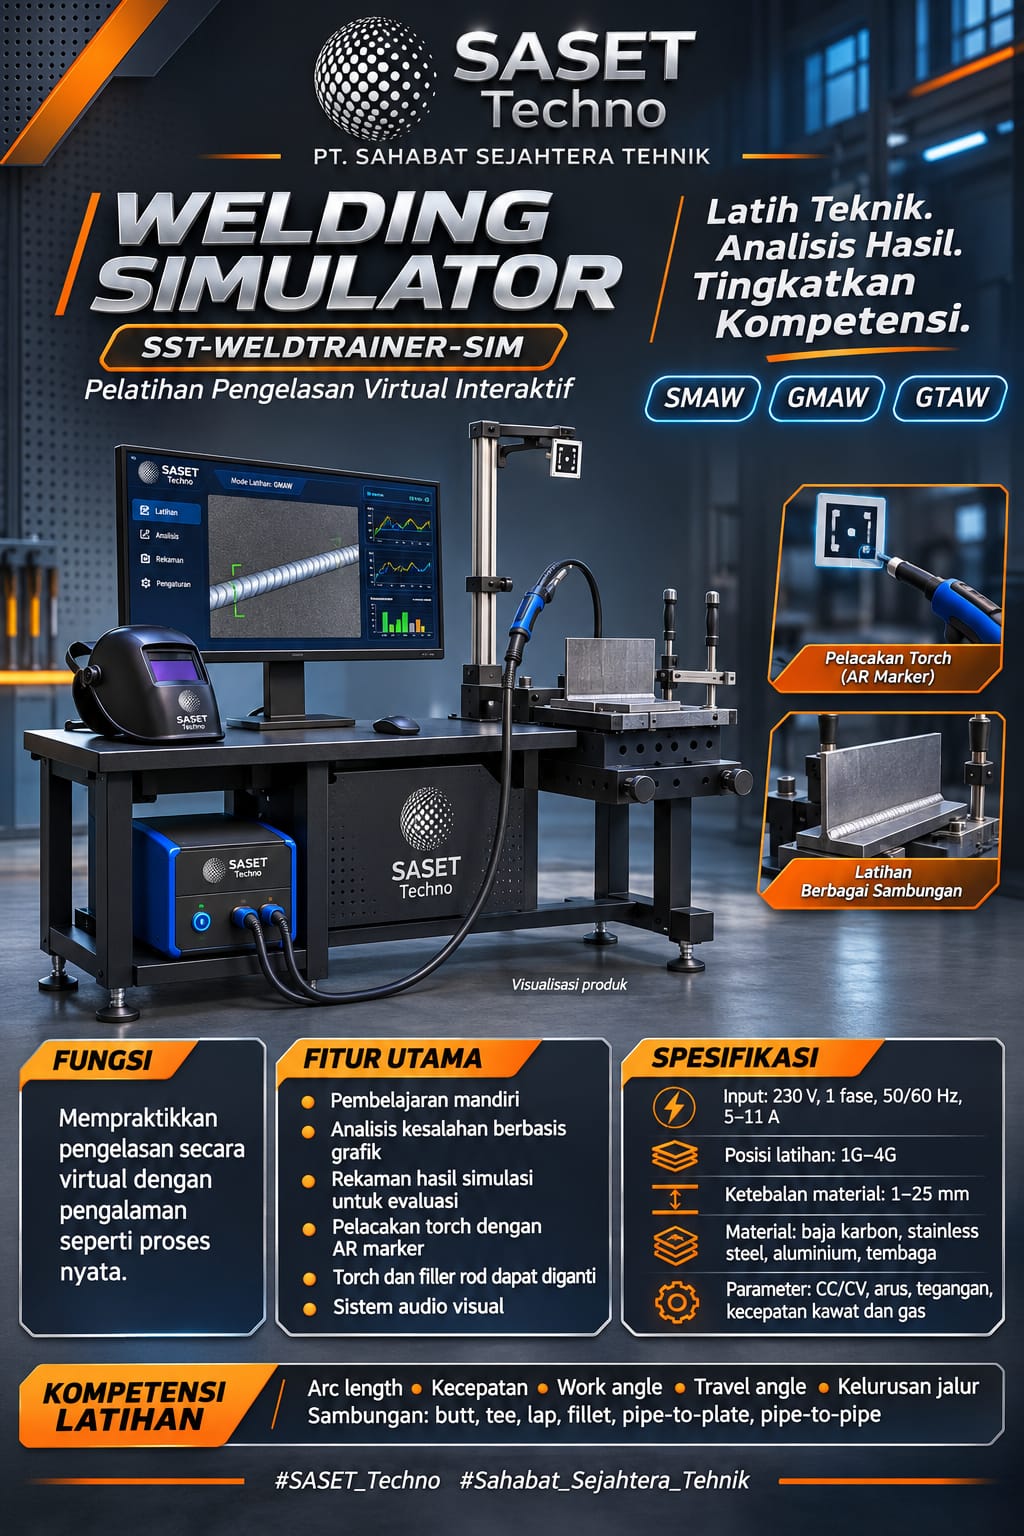 SASET
Techno
PT. SAHABAT SEJAHTERA TEHNIK
WELDING
SIMULATOR
SST-WELDTRAINER-SIM
Pelatihan Pengelasan Virtual Interaktif
Latih Teknik.
Analisis Hasil.
Tingkatkan
Kompetensi.
SMAW
GMAW
GTAW
SASET
Techno
Mode Latihan: GMAW
Latihan
Analisis
Rekaman
Pengaturan
SASET
Techno
SASET
Techno
SASET
Techno
Pelacakan Torch
(AR Marker)
Latihan
Berbagai Sambungan
Visualisasi produk
FUNGSI
Mempraktikkan
pengelasan secara
virtual dengan
pengalaman
seperti proses
nyata.
FITUR UTAMA
Pembelajaran mandiri
Analisis kesalahan berbasis
grafik
Rekaman hasil simulasi
untuk evaluasi
Pelacakan torch dengan
AR marker
Torch dan filler rod dapat diganti
Sistem audio visual
SPESIFIKASI
Input: 230 V, 1 fase, 50/60 Hz,
5–11 A
Posisi latihan: 1G–4G
Ketebalan material: 1–25 mm
Material: baja karbon, stainless
steel, aluminium, tembaga
Parameter: CC/CV, arus, tegangan,
kecepatan kawat dan gas
KOMPETENSI
LATIHAN
Arc length • Kecepatan • Work angle • Travel angle • Kelurusan jalur
Sambungan: butt, tee, lap, fillet, pipe-to-plate, pipe-to-pipe
#SASET_Techno #Sahabat_Sejahtera_Tehnik